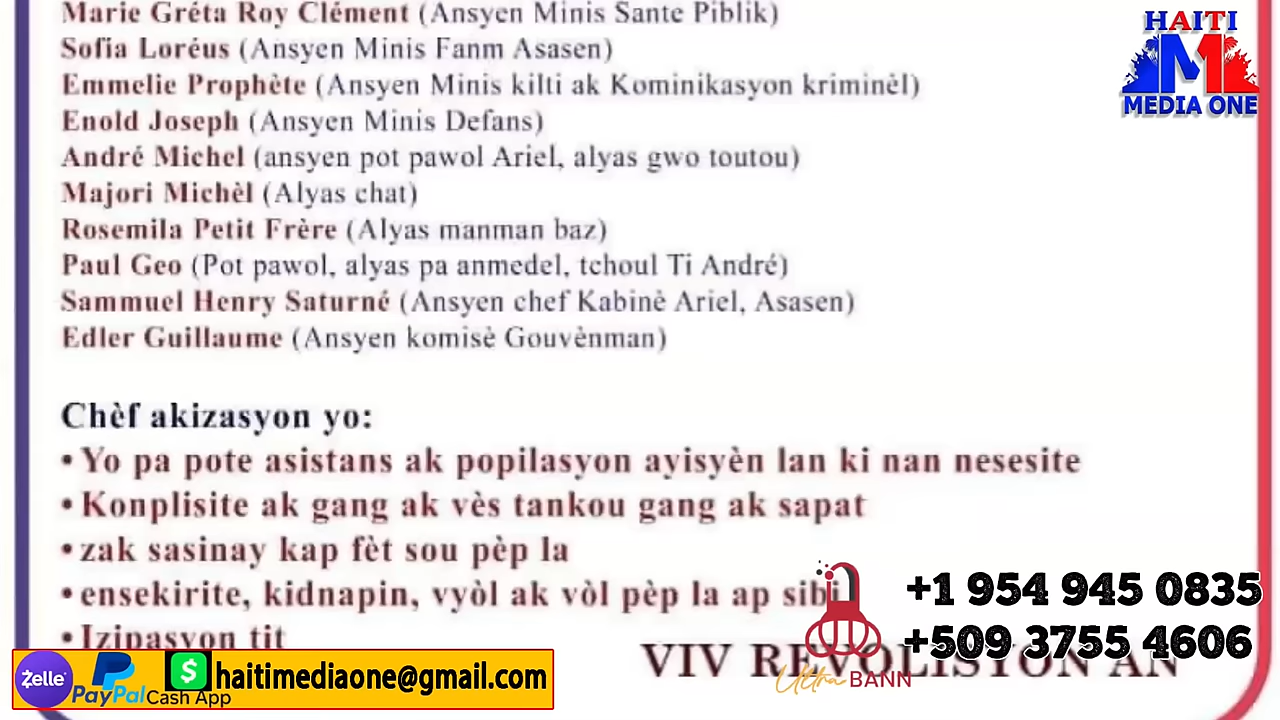 Marie Gréta Roy Clément (Ansyen Minis Sante Piblik)
Sofia Loréus (Ansyen Minis Fanm Asasen)
Emmelie Prophète (Ansyen Minis kilti ak Kominikasyon kriminèl)
Enold Joseph (Ansyen Minis Defans)
André Michel (ansyen pot pawol Ariel, alyas gwo toutou)
Majori Michèl (Alyas chat)
Rosemila Petit Frère (Alyas manman baz)
Paul Geo (Pot pawol, alyas pa anmedel, tchoul Ti André)
Sammuel Henry Saturné (Ansyen chef Kabinè Ariel, Asasen)
Edler Guillaume (Ansyen komisè Gouvènman)
Chèf akizasyon yo:
• Yo pa pote asistans ak popilasyon ayisyèn lan ki nan nesesite
• Konplisite ak gang ak vès tankou gang ak sapat
• zak sasinay kap fèt sou pèp la
• ensekirite, kidnapin, vyòl ak vòl pèp la ap sibi
• Izipasyon tit
VIV REVOLISYON AN
HAITI
M
MEDIA ONE
+1 954 945 0835
+509 3755 4606
Ultra BANN
Zelle
PayPal
$
Cash App
haitimediaone@gmail.com